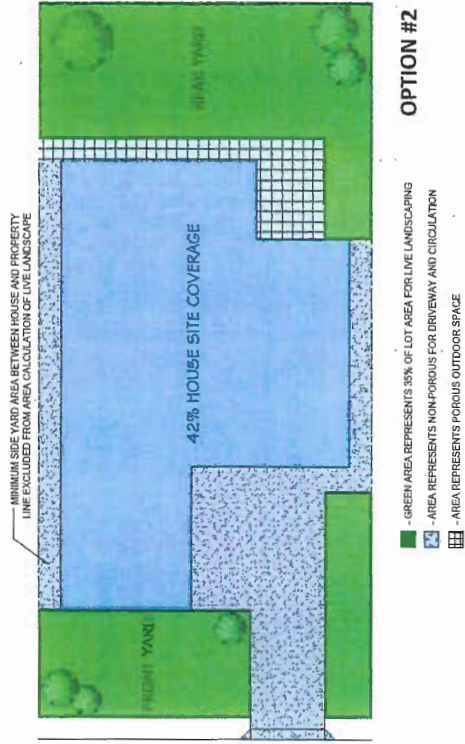 MINIMUM SIDE YARD AREA BETWEEN HOUSE AND PROPERTY
LINE EXCLUDED FROM AREA CALCULATION OF LIVE LANDSCAPE
REAR YARD
42% HOUSE SITE COVERAGE
FRONT YARD
OPTION #2
- GREEN AREA REPRESENTS 35% OF LOT AREA FOR LIVE LANDSCAPING
- AREA REPRESENTS NON-POROUS FOR DRIVEWAY AND CIRCULATION
- AREA REPRESENTS POROUS OUTDOOR SPACE